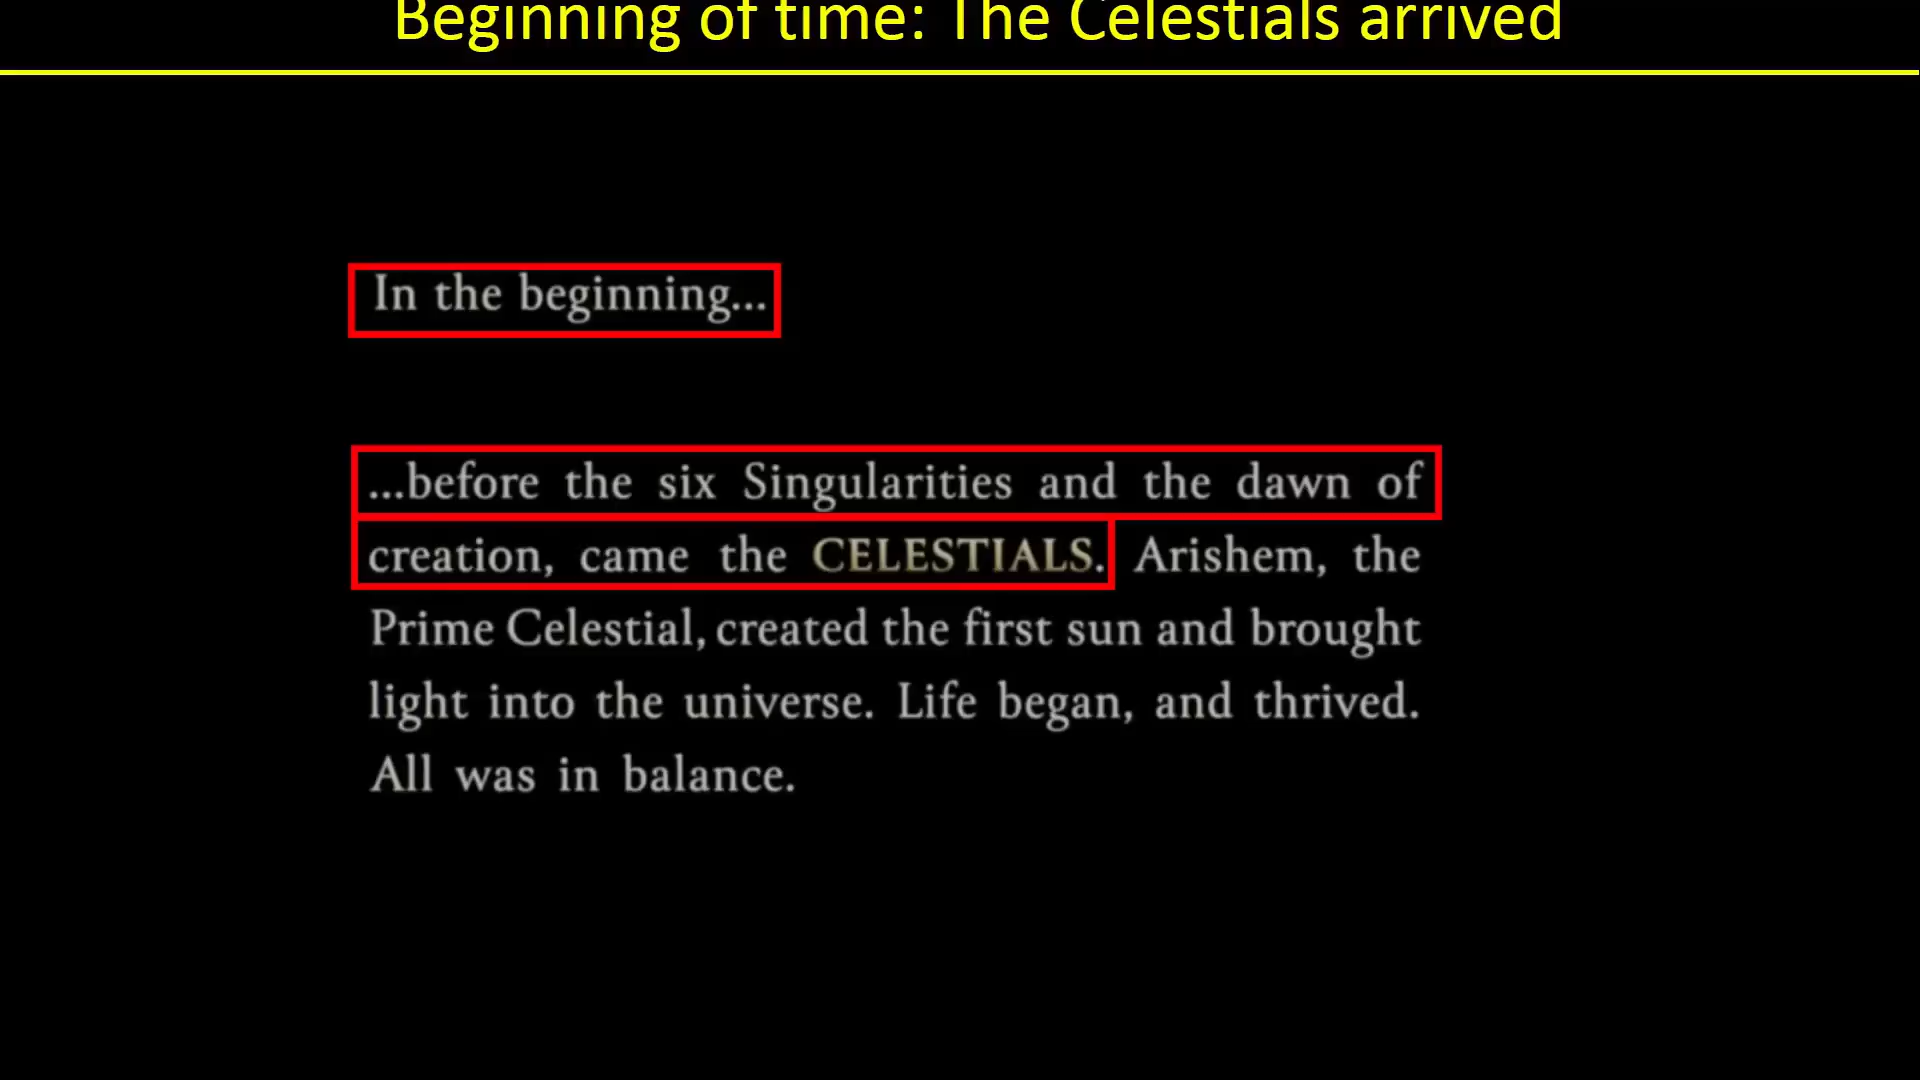 Beginning of time: The Celestials arrived
In the beginning...
...before the six Singularities and the dawn of
creation, came the CELESTIALS. Arishem, the
Prime Celestial, created the first sun and brought
light into the universe. Life began, and thrived.
All was in balance.